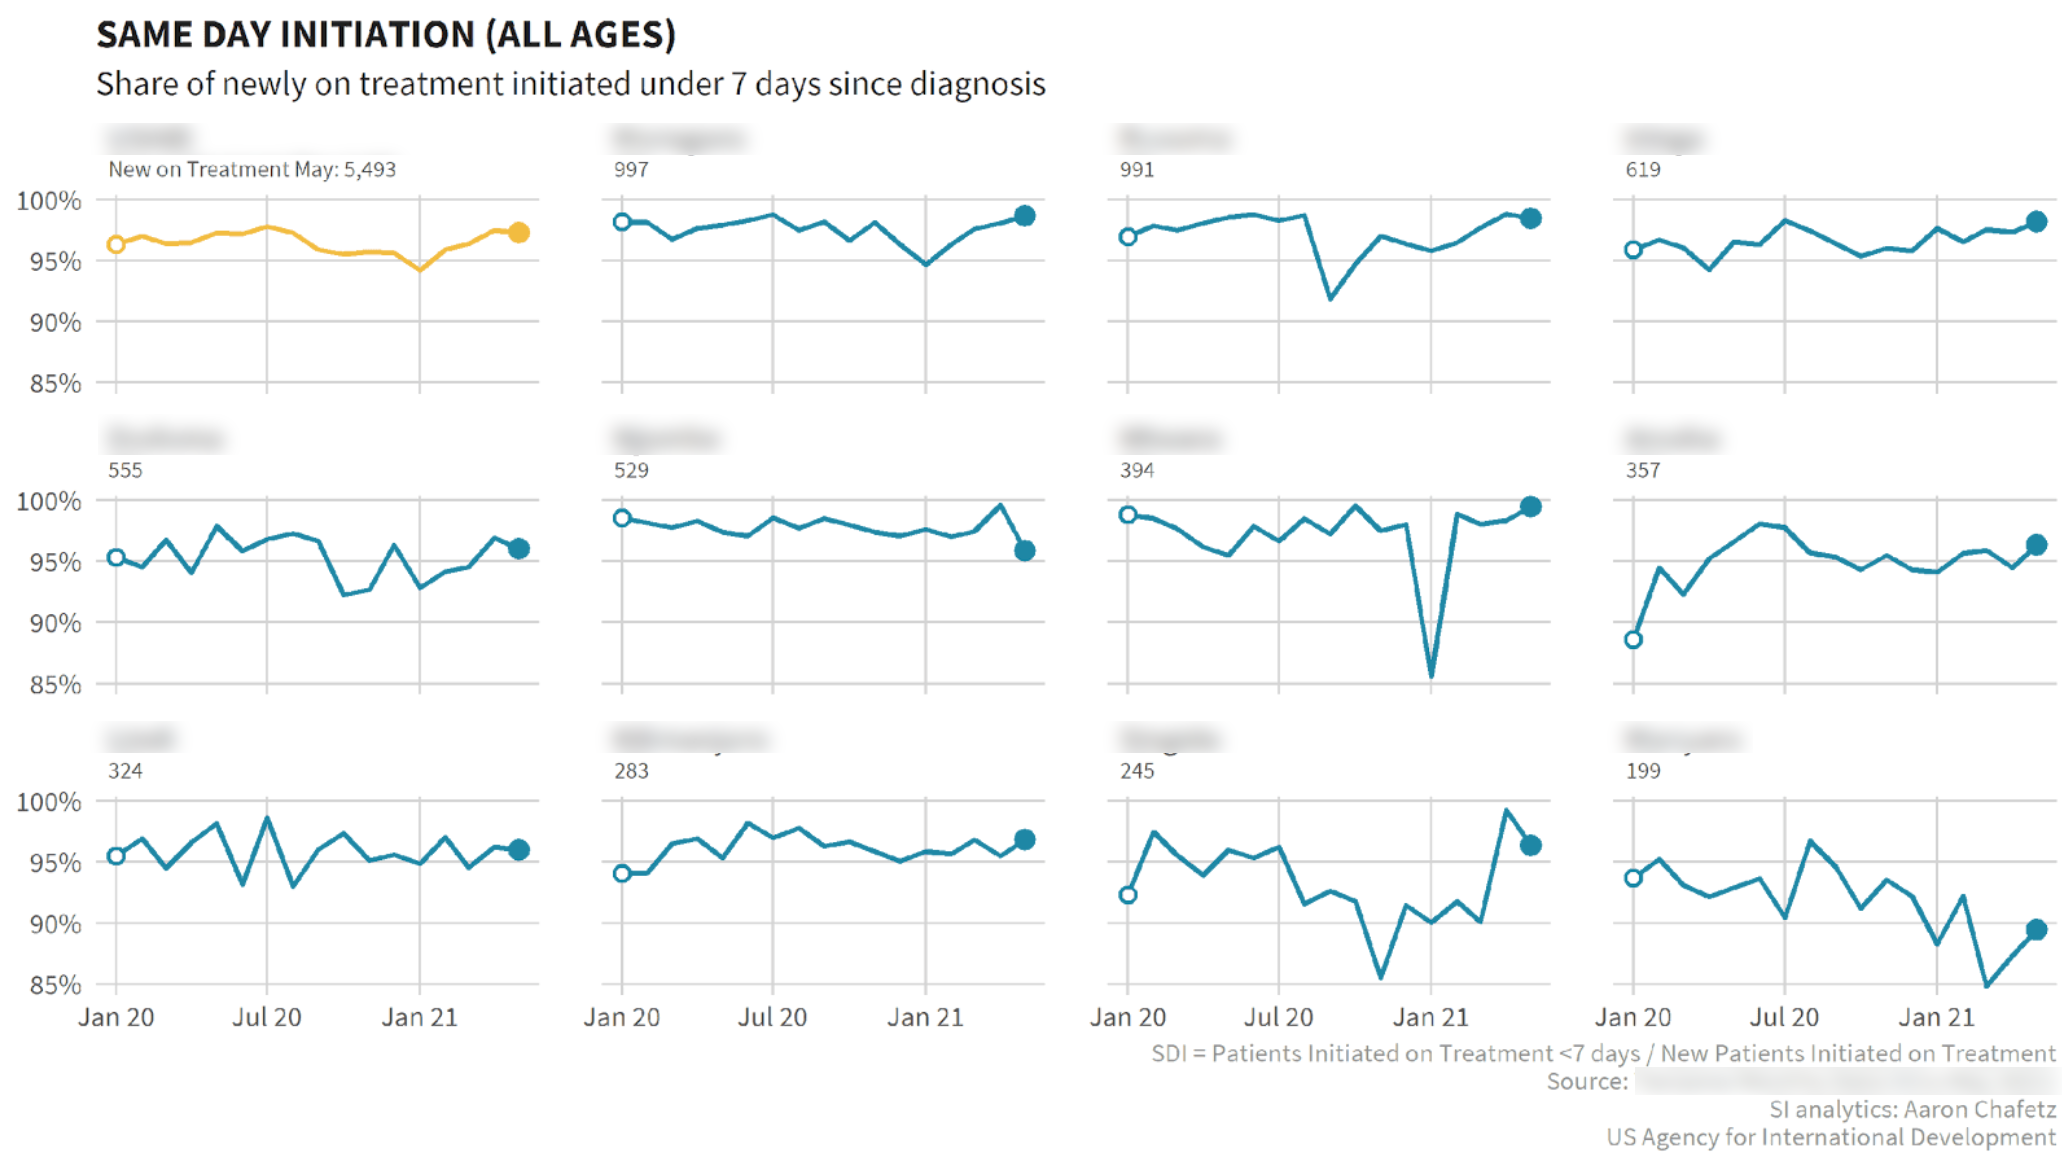 SAME DAY INITIATION (ALL AGES)
Share of newly on treatment initiated under 7 days since diagnosis
New on Treatment May: 5,493
997
991
619
100%
95%
90%
85%
555
529
394
357
100%
95%
90%
85%
324
283
245
199
100%
95%
90%
85%
Jan 20 Jul 20 Jan 21
Jan 20 Jul 20 Jan 21
Jan 20 Jul 20 Jan 21
Jan 20 Jul 20 Jan 21
SDI = Patients Initiated on Treatment <7 days / New Patients Initiated on Treatment
Source:
SI analytics: Aaron Chafetz
US Agency for International Development